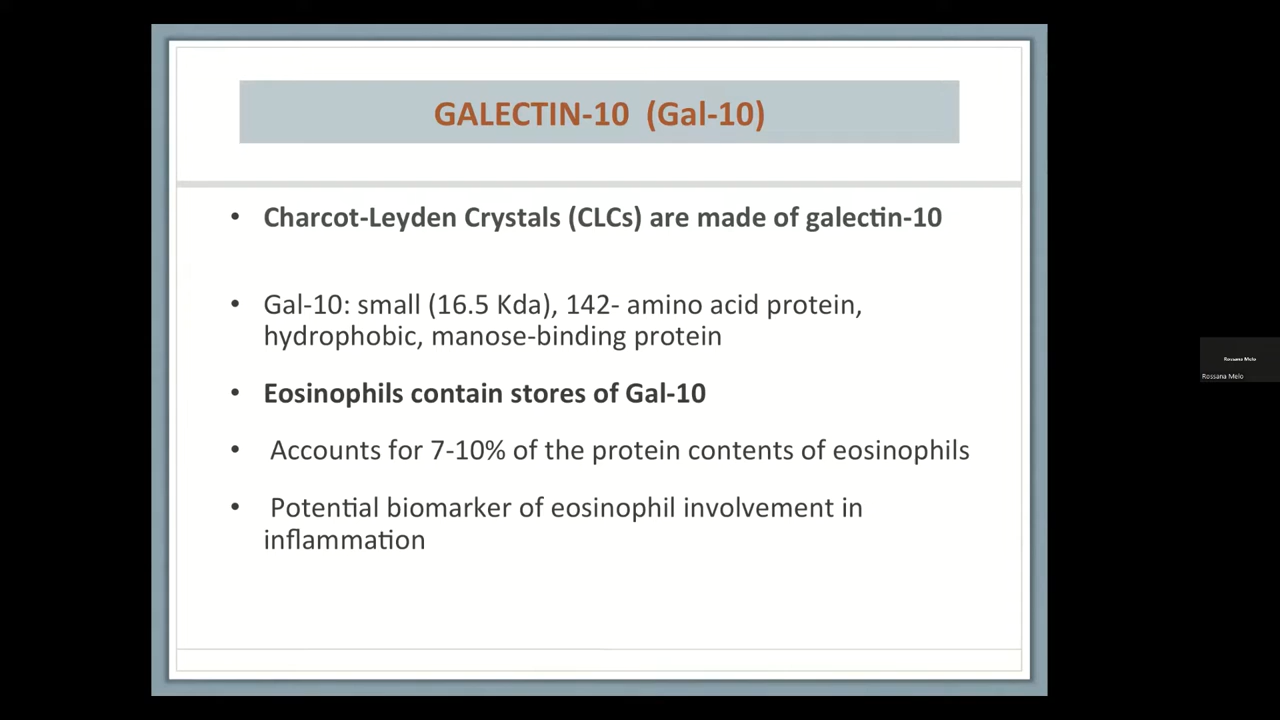 GALECTIN-10 (Gal-10)
• Charcot-Leyden Crystals (CLCs) are made of galectin-10
• Gal-10: small (16.5 Kda), 142- amino acid protein,
hydrophobic, manose-binding protein
• Eosinophils contain stores of Gal-10
• Accounts for 7-10% of the protein contents of eosinophils
• Potential biomarker of eosinophil involvement in
inflammation
Rossana Melo
Rossana Melo